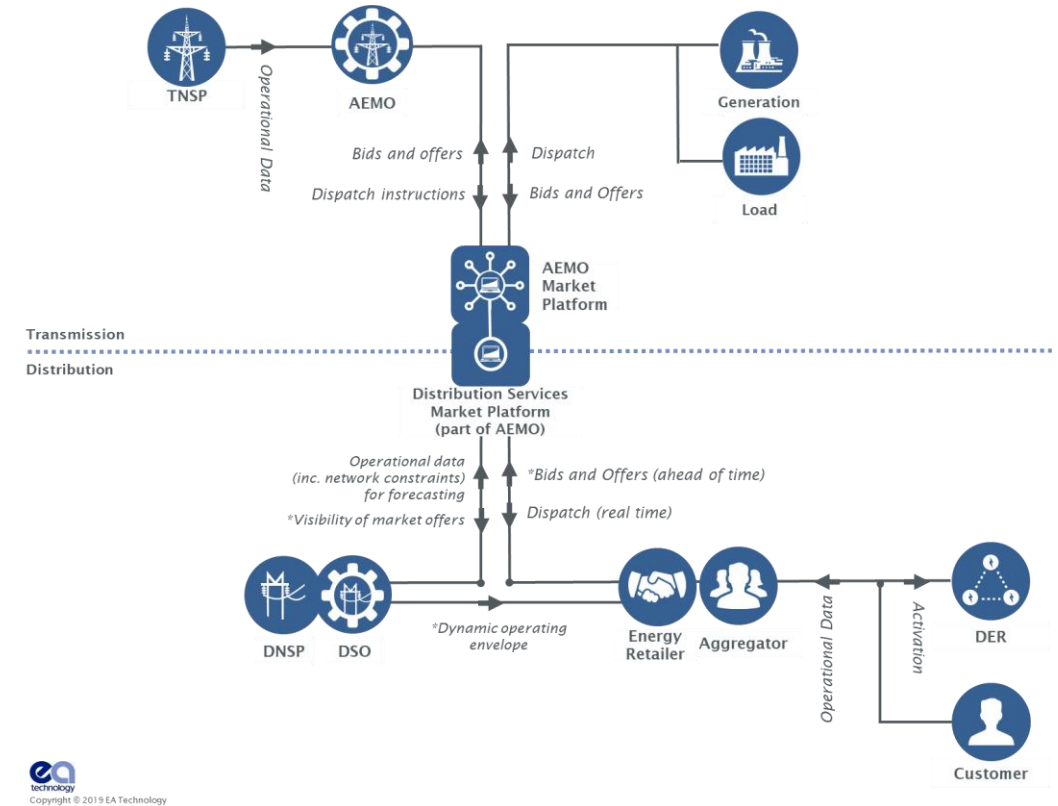 TNSP
Operational Data
AEMO
Generation
Load
Bids and offers
Dispatch
Dispatch instructions
Bids and Offers
AEMO
Market
Platform
Transmission
Distribution
Distribution Services
Market Platform
(part of AEMO)
Operational data
(inc. network constraints)
for forecasting
*Visibility of market offers
*Bids and Offers (ahead of time)
Dispatch (real time)
DNSP
DSO
*Dynamic operating
envelope
Energy
Retailer
Aggregator
Operational Data
Activation
DER
Customer
ea
technology
Copyright © 2019 EA Technology